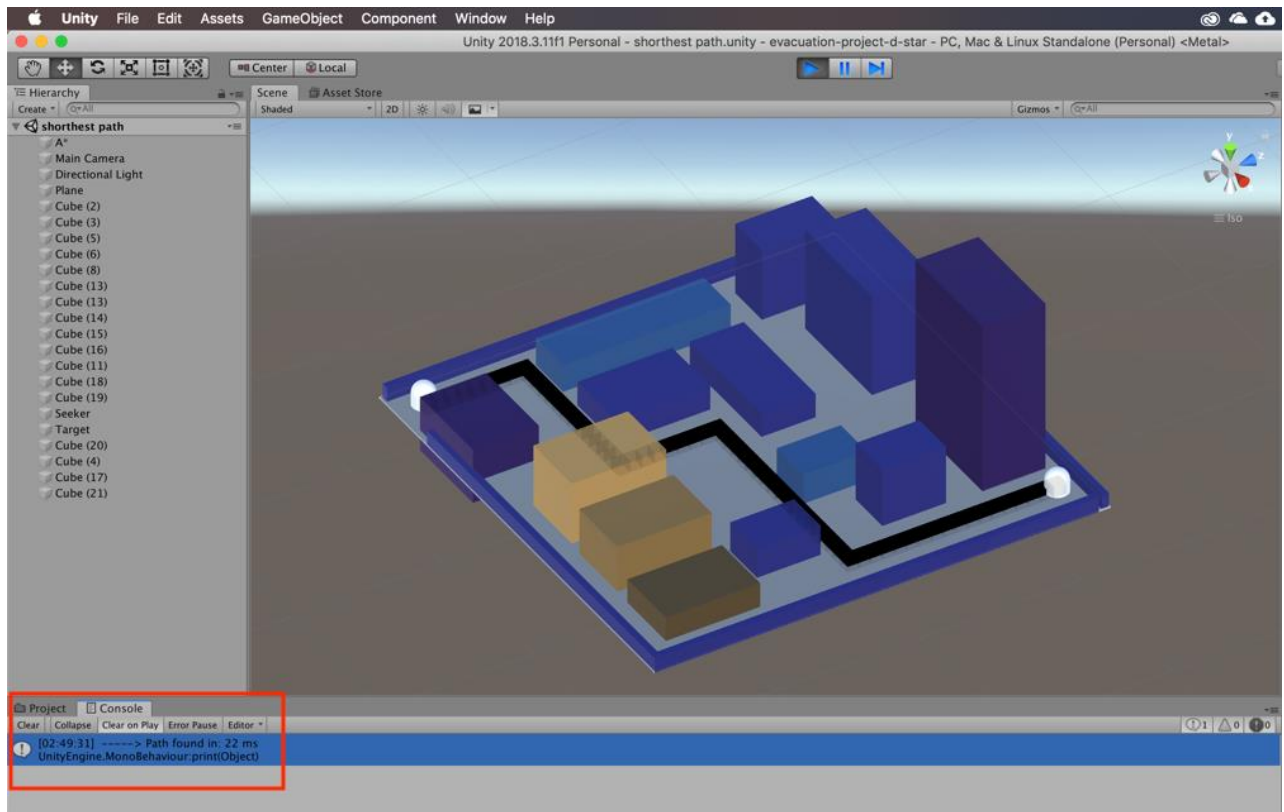 Unity File Edit Assets GameObject Component Window Help
Unity 2018.3.11f1 Personal - shorthest path.unity - evacuation-project-d-star - PC, Mac & Linux Standalone (Personal) <Metal>
Center Local
Hierarchy Scene Asset Store
Create All Shaded 2D Gizmos All
shorthest path
A*
Main Camera
Directional Light
Plane
Cube (2)
Cube (3)
Cube (5)
Cube (6)
Cube (8)
Cube (13)
Cube (13)
Cube (14)
Cube (15)
Cube (16)
Cube (11)
Cube (18)
Cube (19)
Seeker
Target
Cube (20)
Cube (4)
Cube (17)
Cube (21)
y
z
Iso
Project Console
Clear Collapse Clear on Play Error Pause Editor 1 0 0
[02:49:31] -----> Path found in: 22 ms
UnityEngine.MonoBehaviour:print(Object)